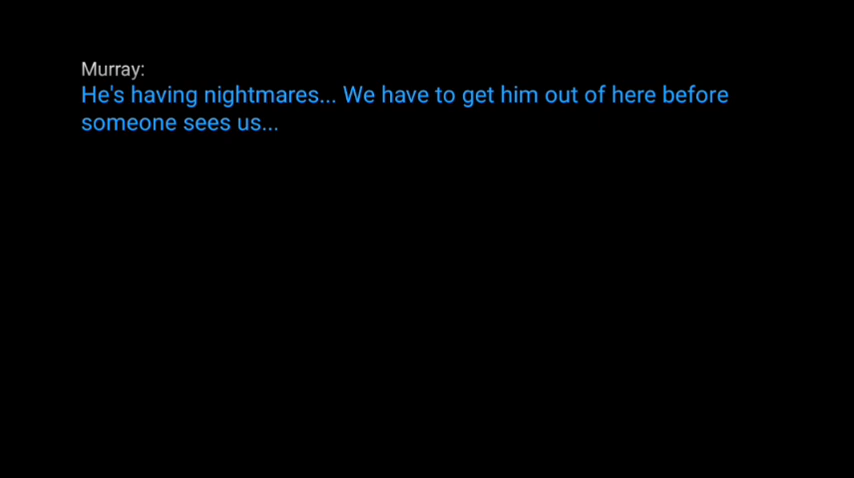 Murray:
He's having nightmares... We have to get him out of here before
someone sees us...